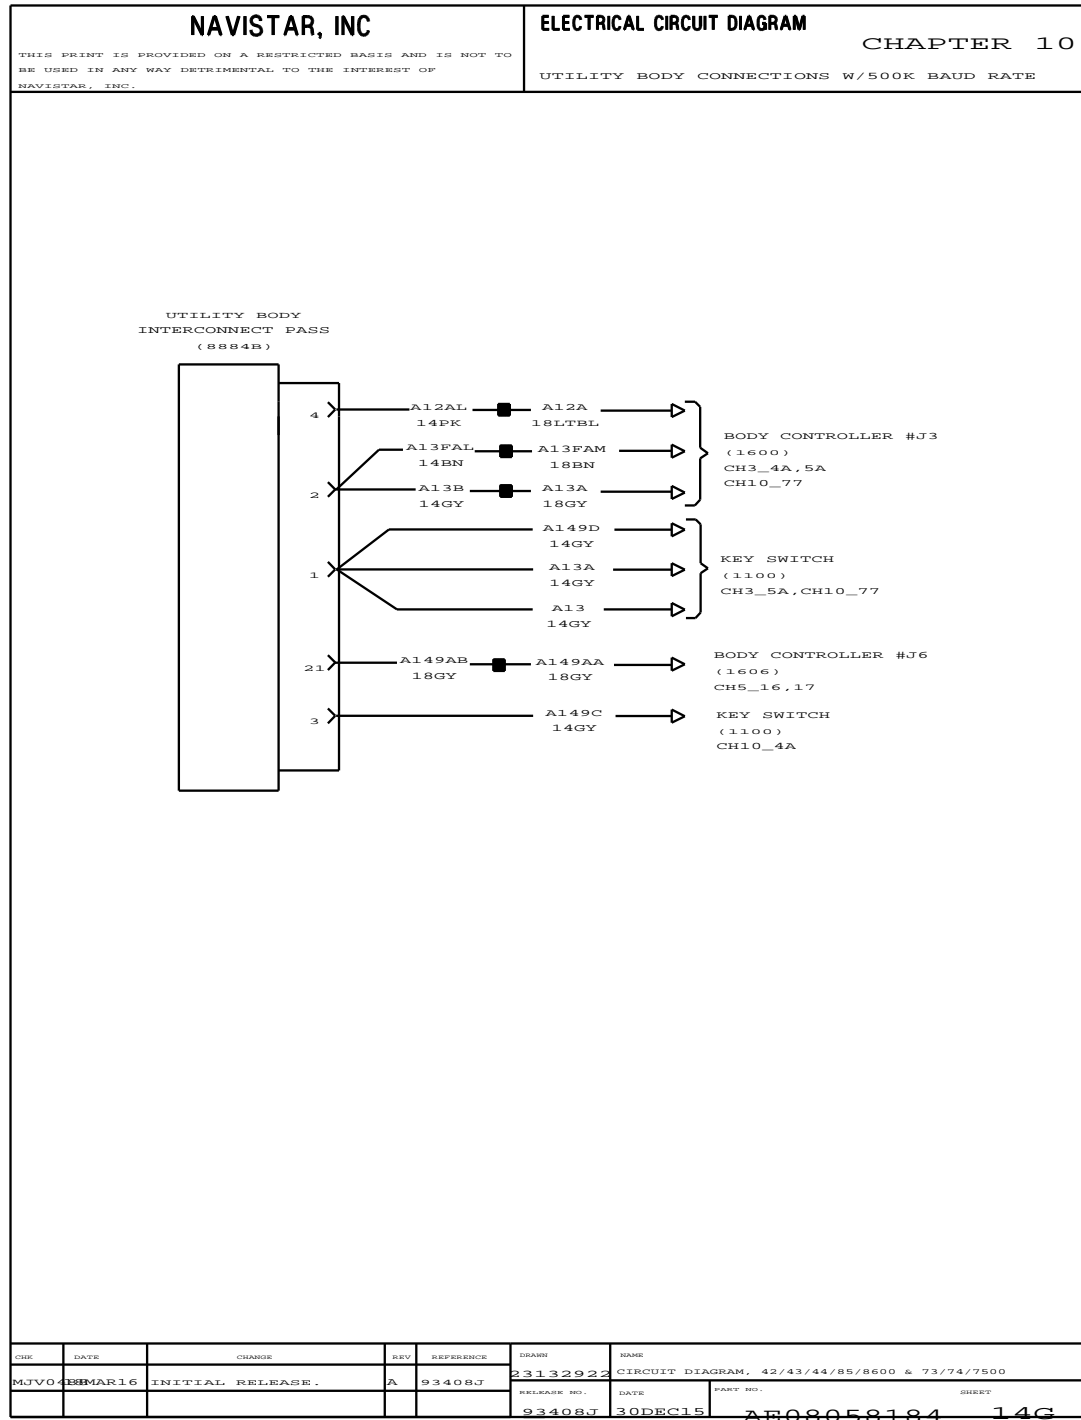 NAVISTAR, INC
THIS PRINT IS PROVIDED ON A RESTRICTED BASIS AND IS NOT TO
BE USED IN ANY WAY DETRIMENTAL TO THE INTEREST OF
NAVISTAR, INC.
ELECTRICAL CIRCUIT DIAGRAM
CHAPTER 10
UTILITY BODY CONNECTIONS W/500K BAUD RATE
UTILITY BODY
INTERCONNECT PASS
(8884B)
4
A12AL
14PK
A12A
18LTBL
A13FAL
14BN
A13FAM
18BN
2
A13B
14GY
A13A
18GY
BODY CONTROLLER #J3
(1600)
CH3_4A,5A
CH10_77
A149D
14GY
1
A13A
14GY
A13
14GY
KEY SWITCH
(1100)
CH3_5A,CH10_77
21
A149AB
18GY
A149AA
18GY
BODY CONTROLLER #J6
(1606)
CH5_16,17
3
A149C
14GY
KEY SWITCH
(1100)
CH10_4A
CHK DATE CHANGE REV REFERENCE
INITIAL RELEASE. A 93408J
DRAWN
23132922
NAME
CIRCUIT DIAGRAM, 42/43/44/85/8600 & 73/74/7500
RELEASE NO.
93408J
DATE
30DEC15
PART NO.
AE08058184
SHEET
14G